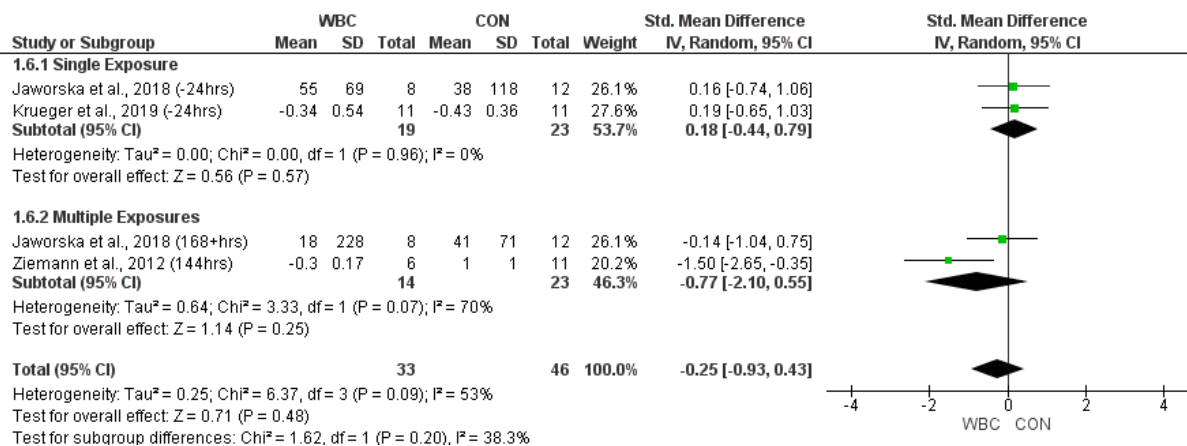 WBC CON Std. Mean Difference Std. Mean Difference
Study or Subgroup Mean SD Total Mean SD Total Weight IV, Random, 95% CI IV, Random, 95% CI
1.6.1 Single Exposure
Jaworska et al., 2018 (-24hrs) 55 69 8 38 118 12 26.1% 0.16 [-0.74, 1.06]
Krueger et al., 2019 (-24hrs) -0.34 0.54 11 -0.43 0.36 11 27.6% 0.19 [-0.65, 1.03]
Subtotal (95% CI) 19 23 53.7% 0.18 [-0.44, 0.79]
Heterogeneity: Tau² = 0.00; Chi² = 0.00, df = 1 (P = 0.96); I² = 0%
Test for overall effect: Z = 0.56 (P = 0.57)
1.6.2 Multiple Exposures
Jaworska et al., 2018 (168+hrs) 18 228 8 41 71 12 26.1% -0.14 [-1.04, 0.75]
Ziemann et al., 2012 (144hrs) -0.3 0.17 6 1 1 11 20.2% -1.50 [-2.65, -0.35]
Subtotal (95% CI) 14 23 46.3% -0.77 [-2.10, 0.55]
Heterogeneity: Tau² = 0.64; Chi² = 3.33, df = 1 (P = 0.07); I² = 70%
Test for overall effect: Z = 1.14 (P = 0.25)
Total (95% CI) 33 46 100.0% -0.25 [-0.93, 0.43]
Heterogeneity: Tau² = 0.25; Chi² = 6.37, df = 3 (P = 0.09); I² = 53%
Test for overall effect: Z = 0.71 (P = 0.48)
Test for subgroup differences: Chi² = 1.62, df = 1 (P = 0.20), I² = 38.3%
-4 -2 0 2 4
WBC CON